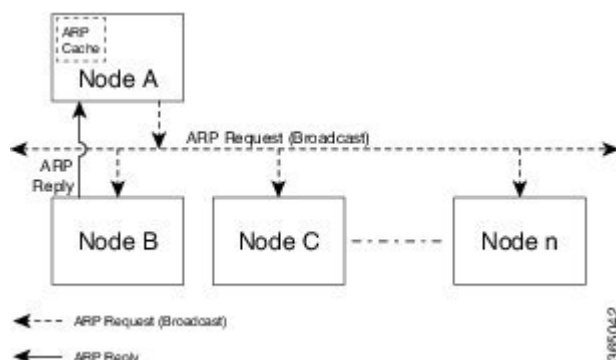 ARP
Cache
Node A
ARP Request (Broadcast)
ARP
Reply
Node B
Node C
Node n
ARP Request (Broadcast)
ARP Reply